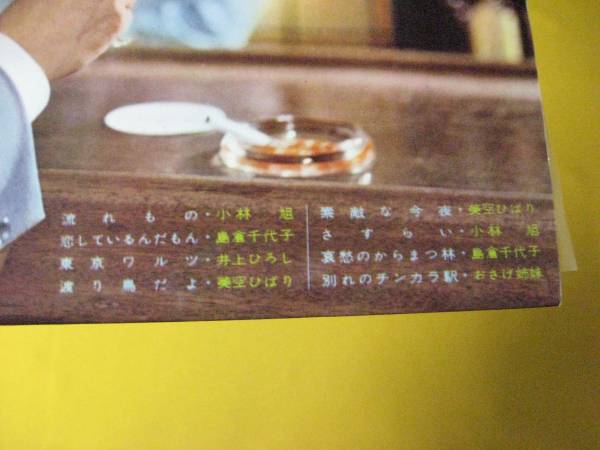 流れもの・小林 旭
恋しているんだもん・島倉千代子
東京ワルツ・井上ひろし
渡り鳥だよ・美空ひばり
素敵な今夜・美空ひばり
さすらい・小林 旭
哀愁のからまつ林・島倉千代子
別れのチンカラ駅・おさげ姉妹